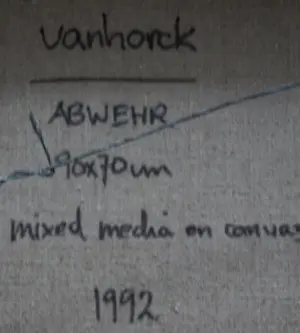 vanhorck
ABWEHR
90x70cm
mixed media on canvas
1992